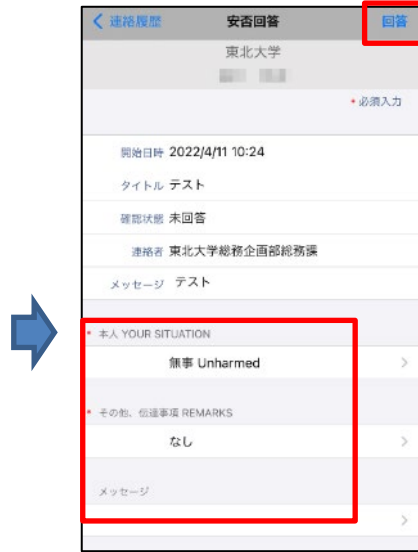 連絡履歴 安否回答 回答
東北大学
* 必須入力
開始日時 2022/4/11 10:24
タイトル テスト
確認状態 未回答
連絡者 東北大学総務企画部総務課
メッセージ テスト
* 本人 YOUR SITUATION
無事 Unharmed
* その他、伝達事項 REMARKS
なし
メッセージ